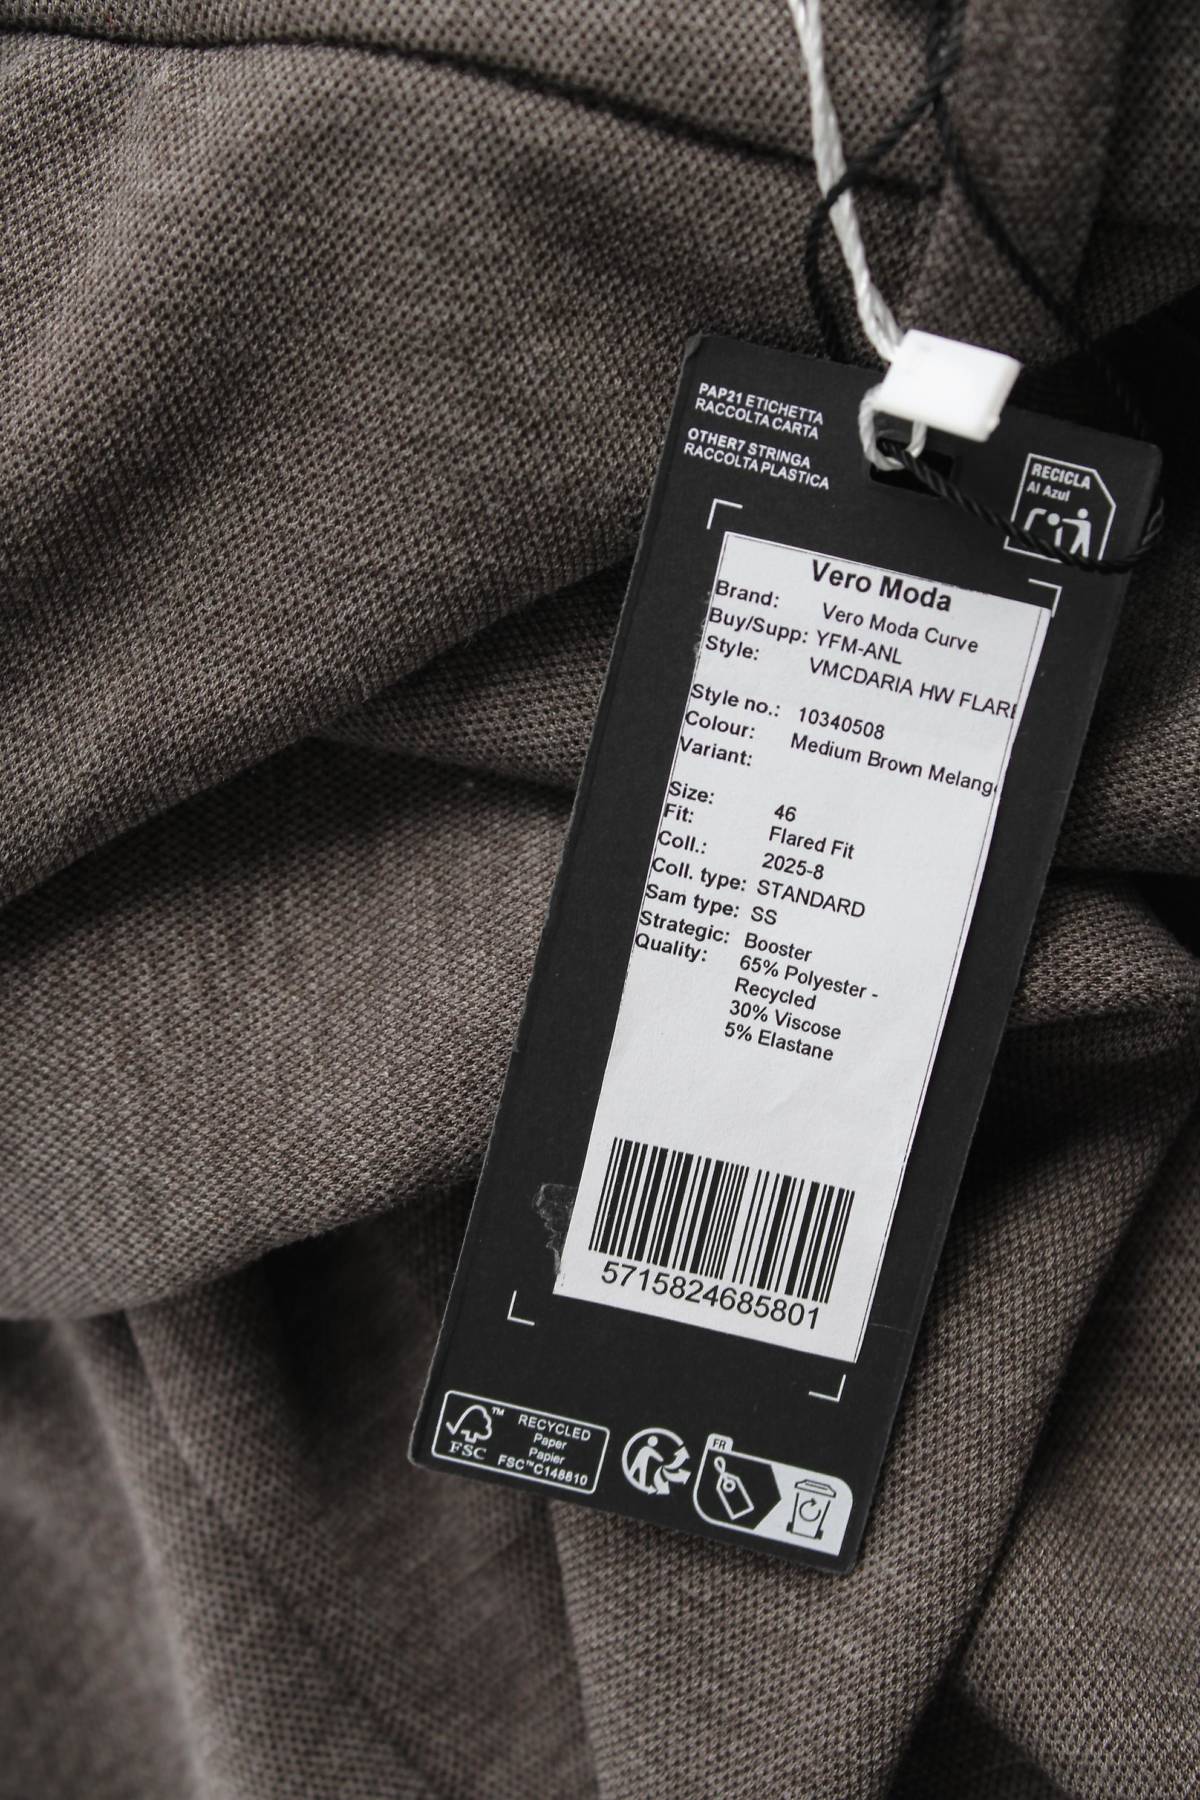 PAP21 ETICHETTA
RACCOLTA CARTA
OTHER7 STRINGA
RACCOLTA PLASTICA
RECICLA
Al Azul
Vero Moda
Brand: Vero Moda Curve
Buy/Supp: YFM-ANL
Style: VMCDARIA HW FLARE
Style no.: 10340508
Colour: Medium Brown Melang
Variant:
Size: 46
Fit: Flared Fit
Coll.: 2025-8
Coll. type: STANDARD
Sam type: SS
Strategic: Booster
Quality: 65% Polyester -
Recycled
30% Viscose
5% Elastane
5715824685801
FSC™
RECYCLED
Paper
Papier
FSC™C148810
FR